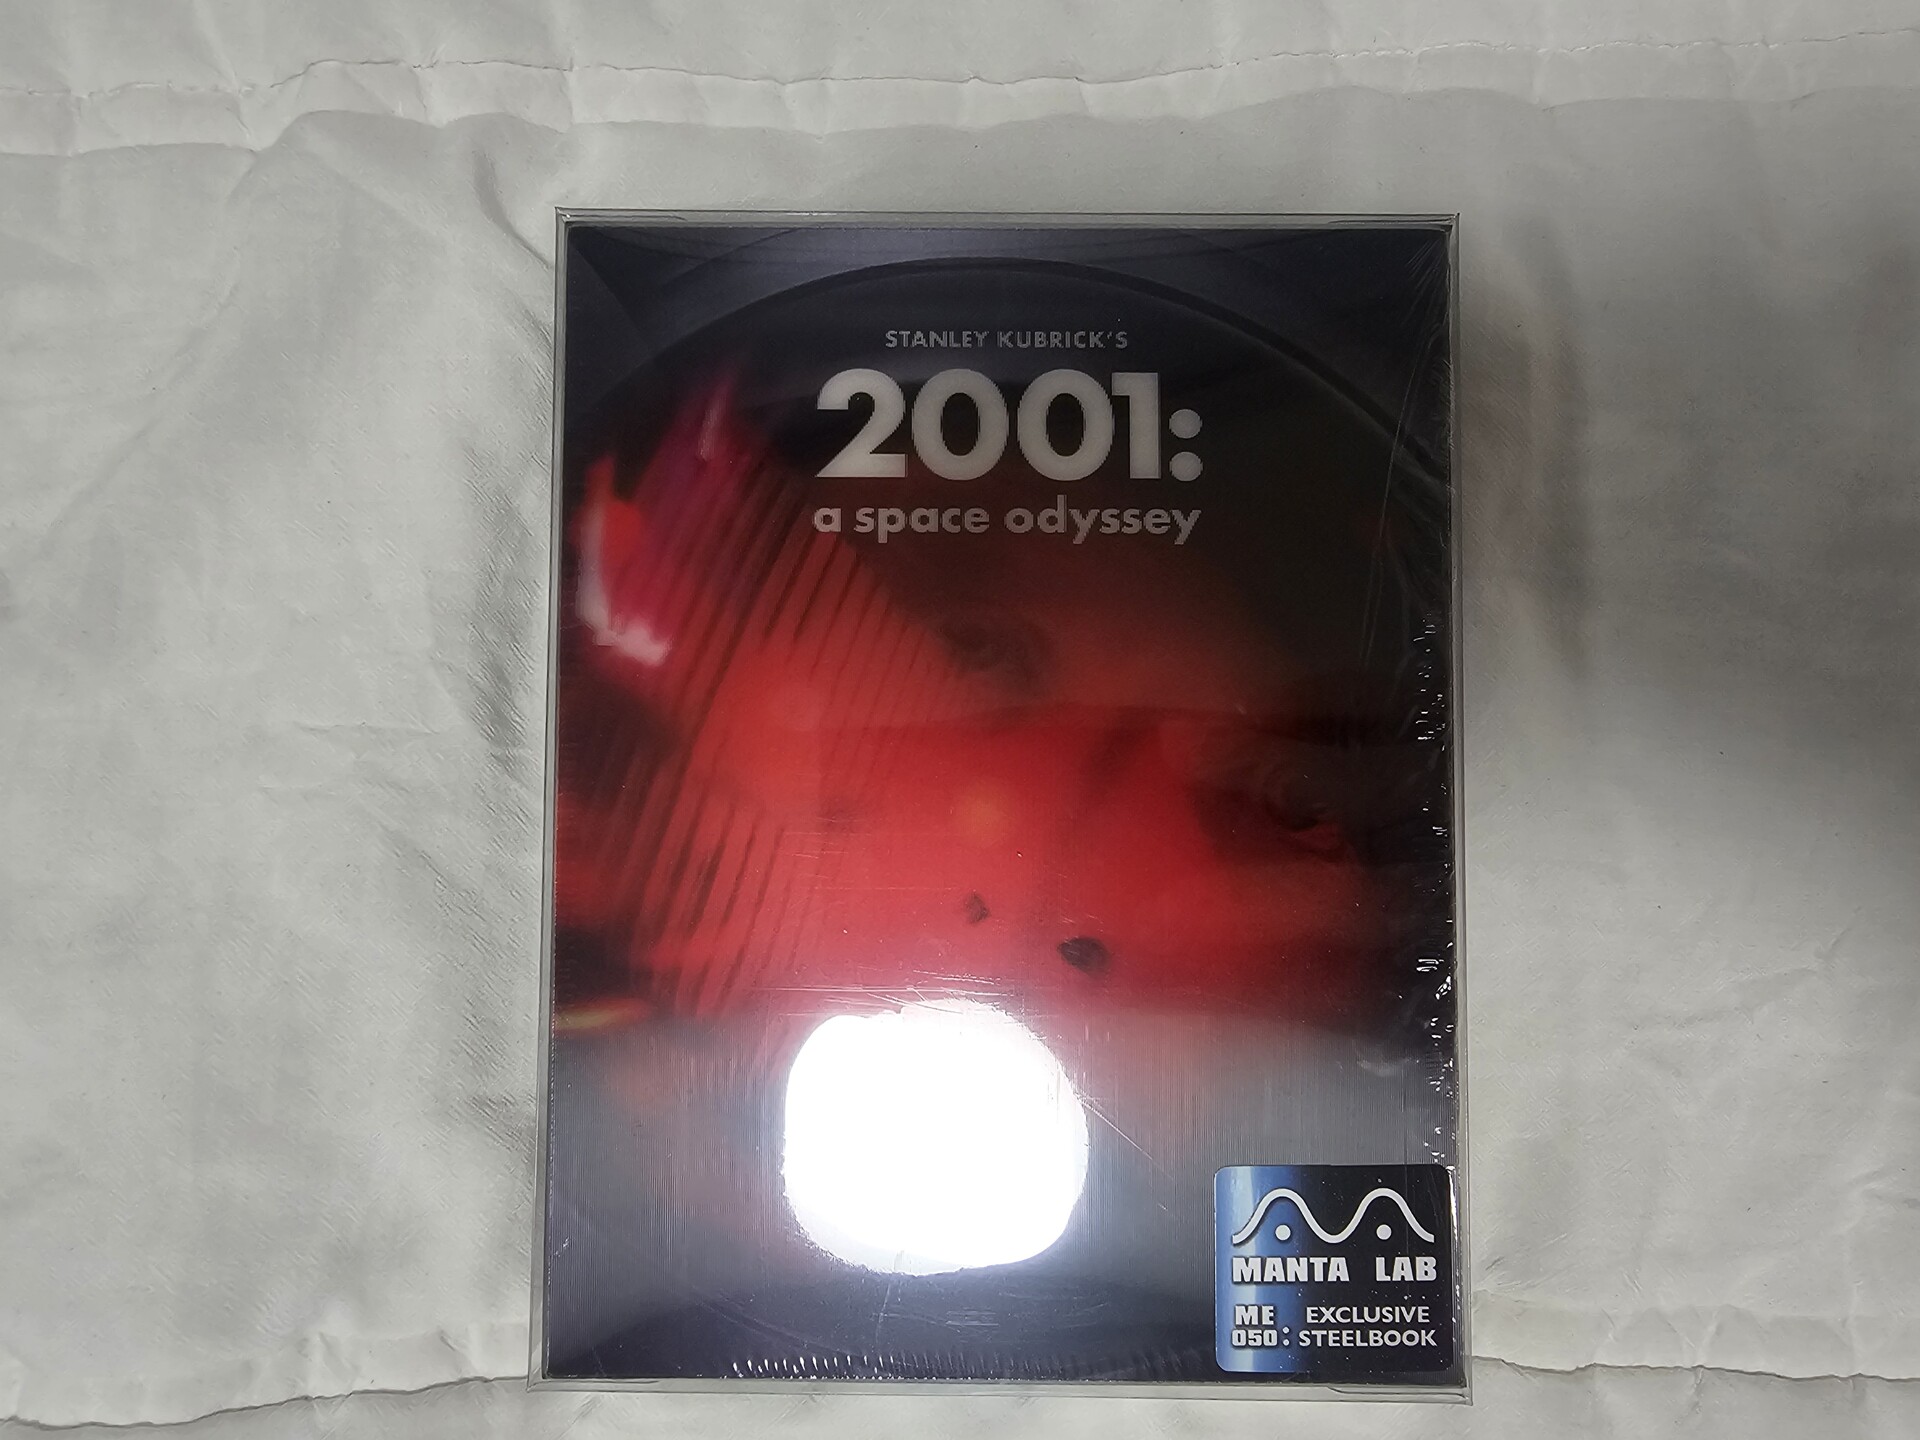 STANLEY KUBRICK'S
2001:
a space odyssey
MANTA LAB
ME
050: EXCLUSIVE
STEELBOOK